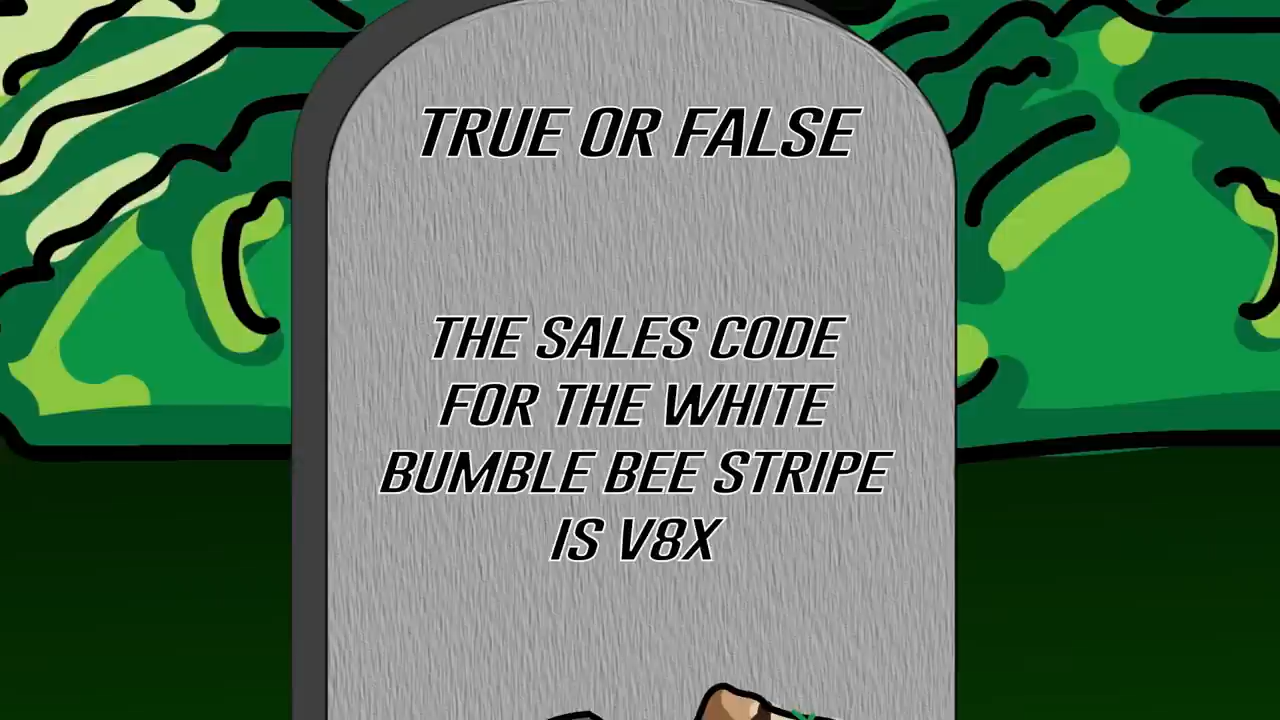 TRUE OR FALSE
THE SALES CODE
FOR THE WHITE
BUMBLE BEE STRIPE
IS V8X